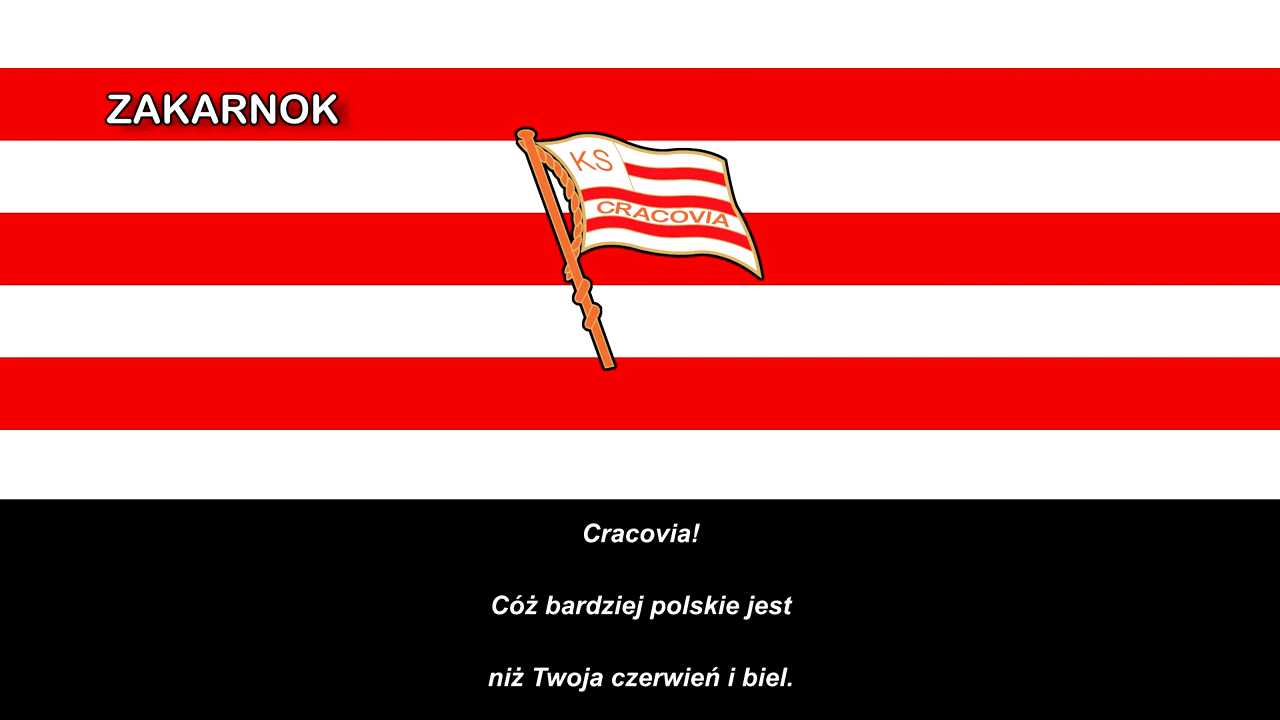 ZAKARNOK
KS
CRACOVIA
Cracovia!
Cóż bardziej polskie jest
niż Twoja czerwień i biel.